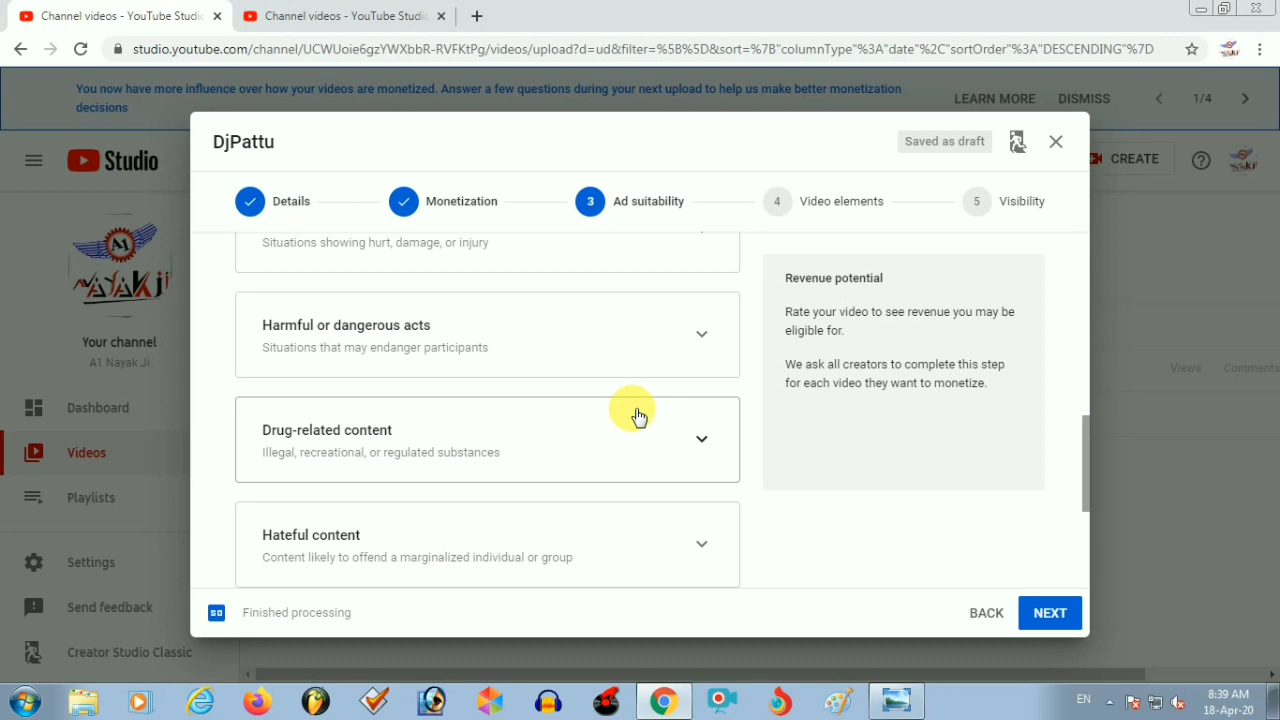 Channel videos - YouTube Studio
Channel videos - YouTube Studio
studio.youtube.com/channel/UCWUoie6gzYWXbbR-RVFKtPg/videos/upload?d=ud&filter=%5B%5D&sort=%7B"columnType"%3A"date"%2C"sortOrder"%3A"DESCENDING"%7D
You now have more influence over how your videos are monetized. Answer a few questions during your next upload to help us make better monetization
decisions
LEARN MORE
DISMISS
1/4
Studio
CREATE
DjPattu
Saved as draft
Details
Monetization
3
Ad suitability
4
Video elements
5
Visibility
Your channel
A1 Nayak Ji
Dashboard
Videos
Playlists
Settings
Send feedback
Creator Studio Classic
Situations showing hurt, damage, or injury
Harmful or dangerous acts
Situations that may endanger participants
Drug-related content
Illegal, recreational, or regulated substances
Hateful content
Content likely to offend a marginalized individual or group
Revenue potential
Rate your video to see revenue you may be
eligible for.
We ask all creators to complete this step
for each video they want to monetize.
Views
Comments
SD
Finished processing
BACK
NEXT
EN
8:39 AM
18-Apr-20